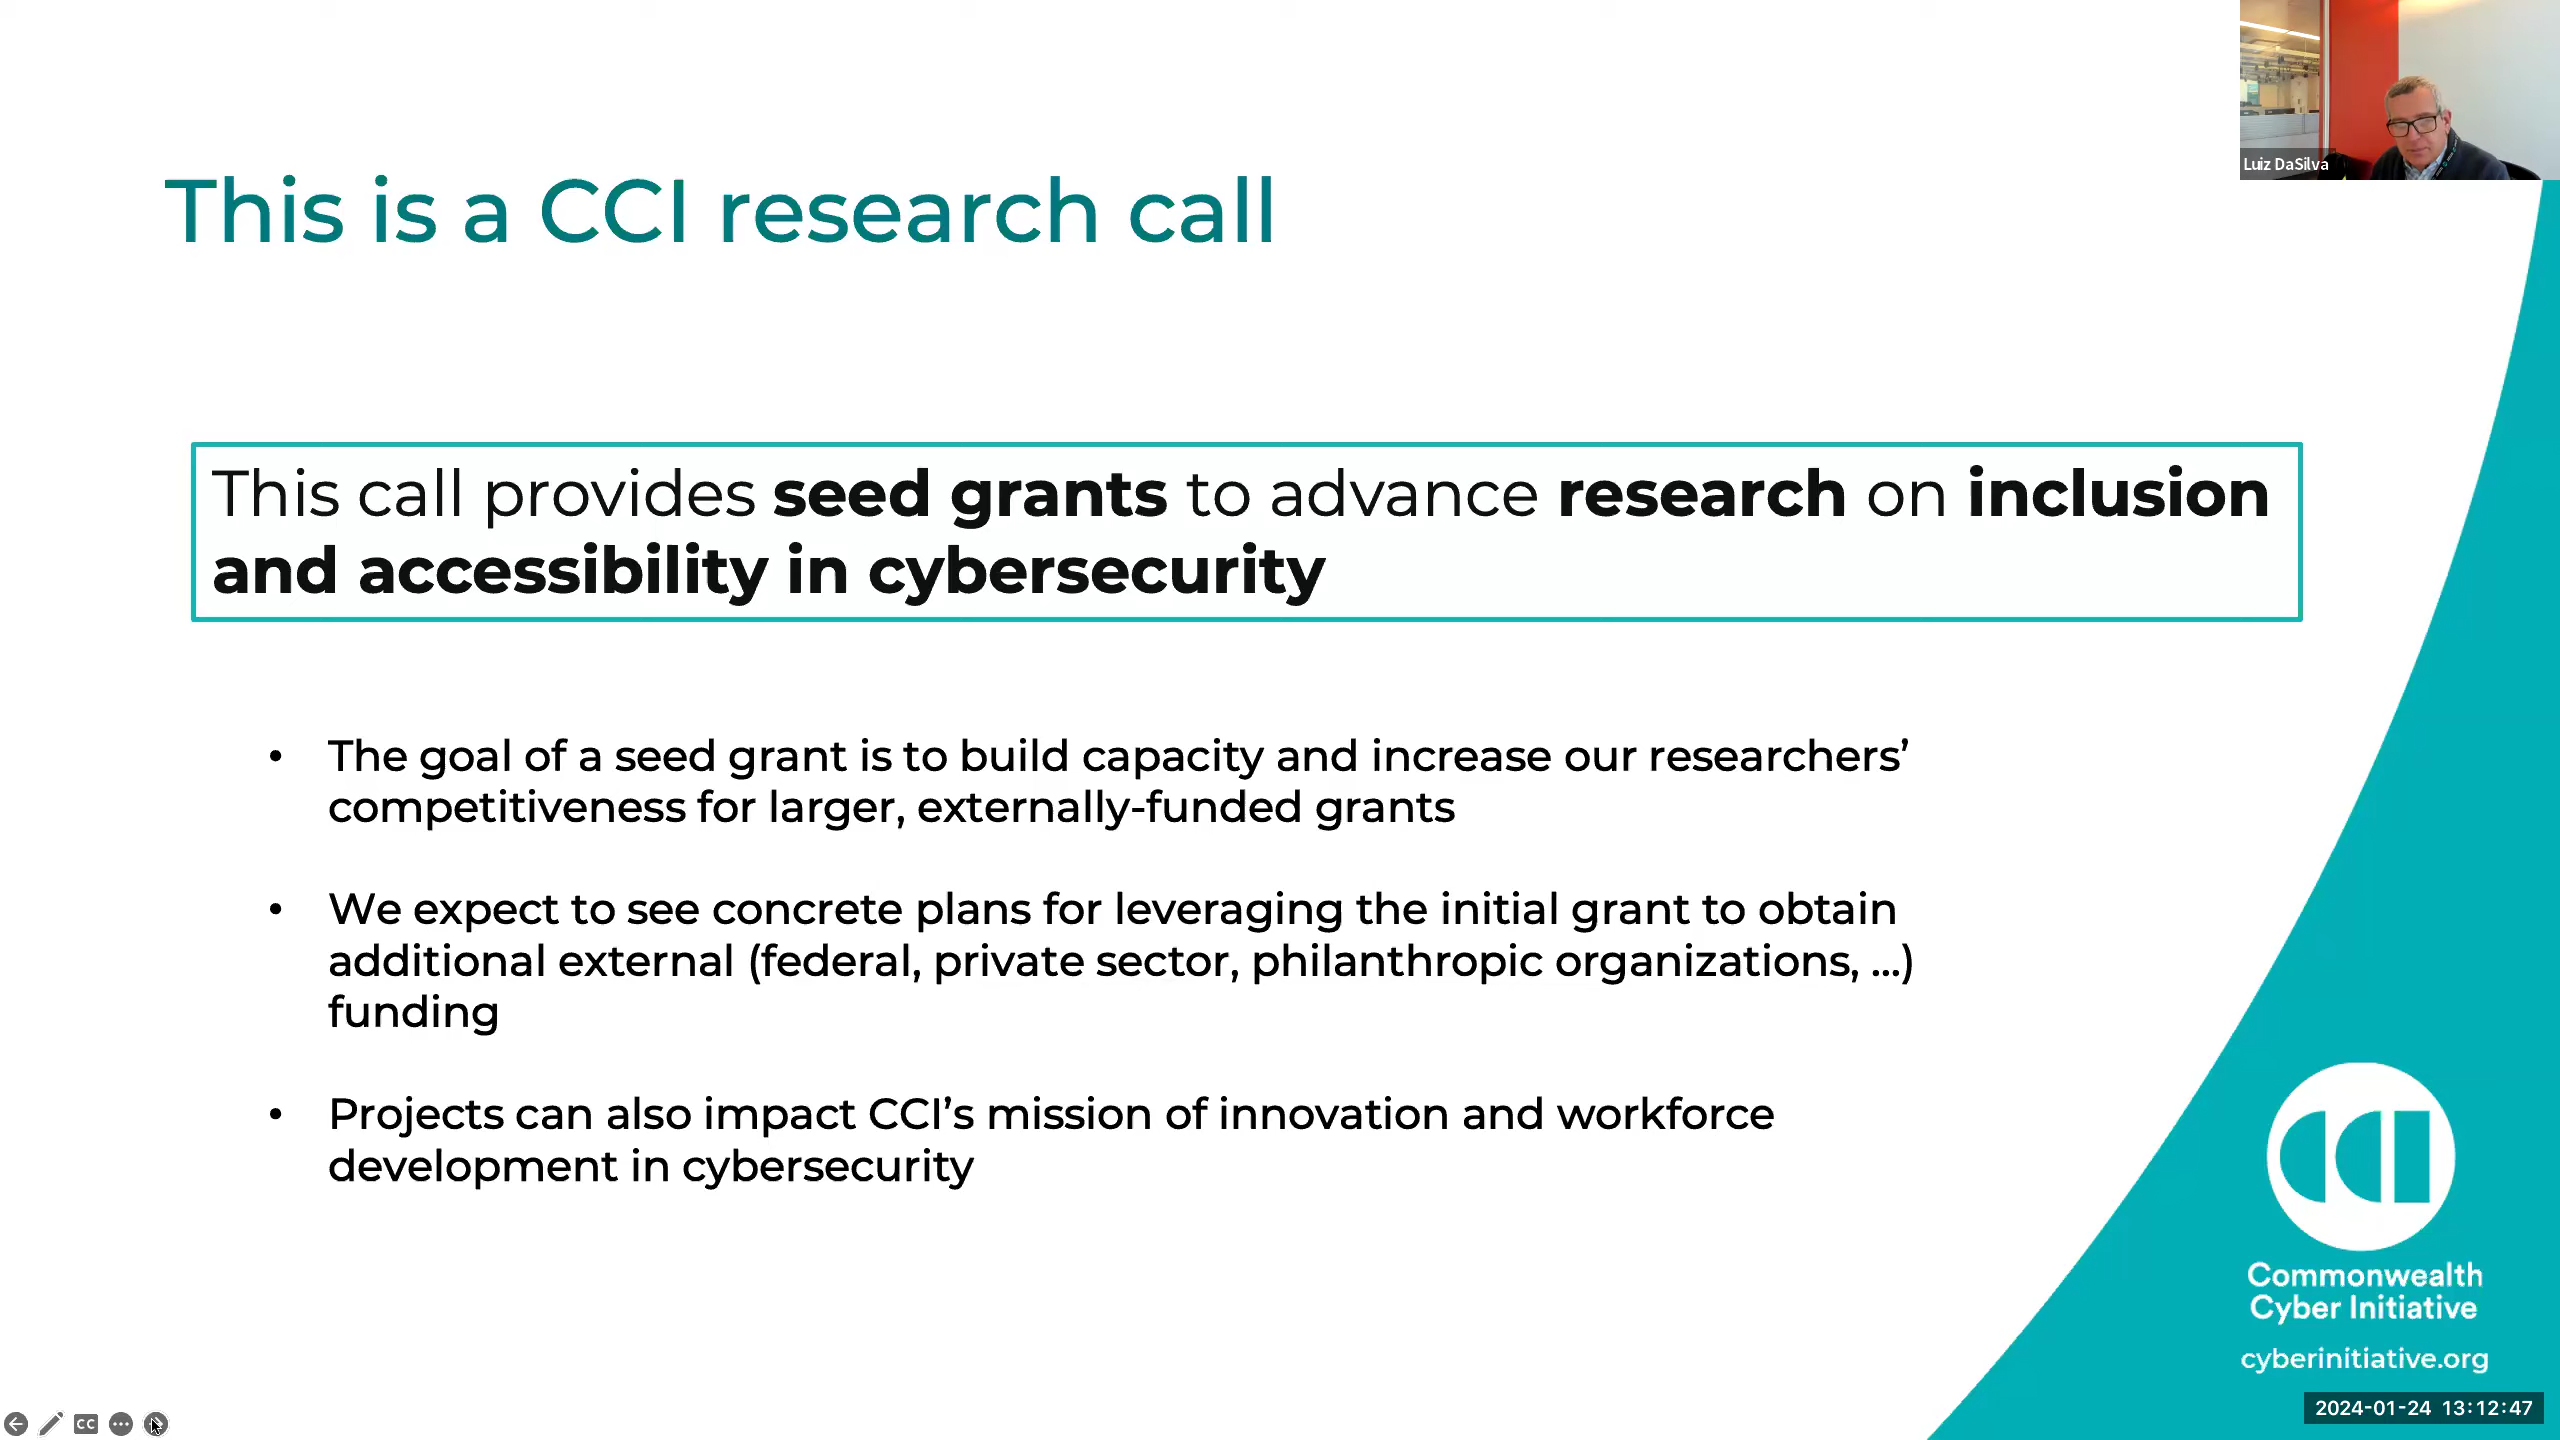 Luiz DaSilva
This is a CCI research call
This call provides seed grants to advance research on inclusion
and accessibility in cybersecurity
• The goal of a seed grant is to build capacity and increase our researchers’
competitiveness for larger, externally-funded grants
• We expect to see concrete plans for leveraging the initial grant to obtain
additional external (federal, private sector, philanthropic organizations, …)
funding
• Projects can also impact CCI’s mission of innovation and workforce
development in cybersecurity
CCI
Commonwealth
Cyber Initiative
cyberinitiative.org
CC
2024-01-24 13:12:47